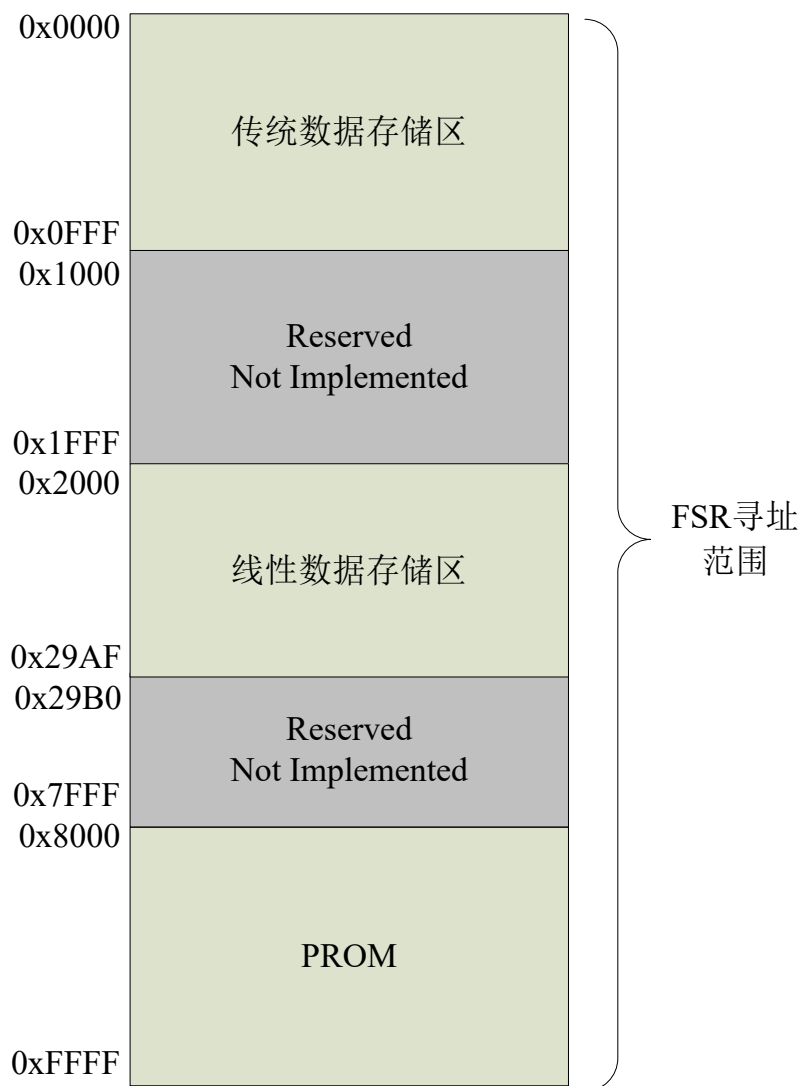 0x0000
传统数据存储区
0x0FFF
0x1000
Reserved
Not Implemented
0x1FFF
0x2000
线性数据存储区
0x29AF
0x29B0
Reserved
Not Implemented
0x7FFF
0x8000
PROM
0xFFFF
FSR寻址
范围